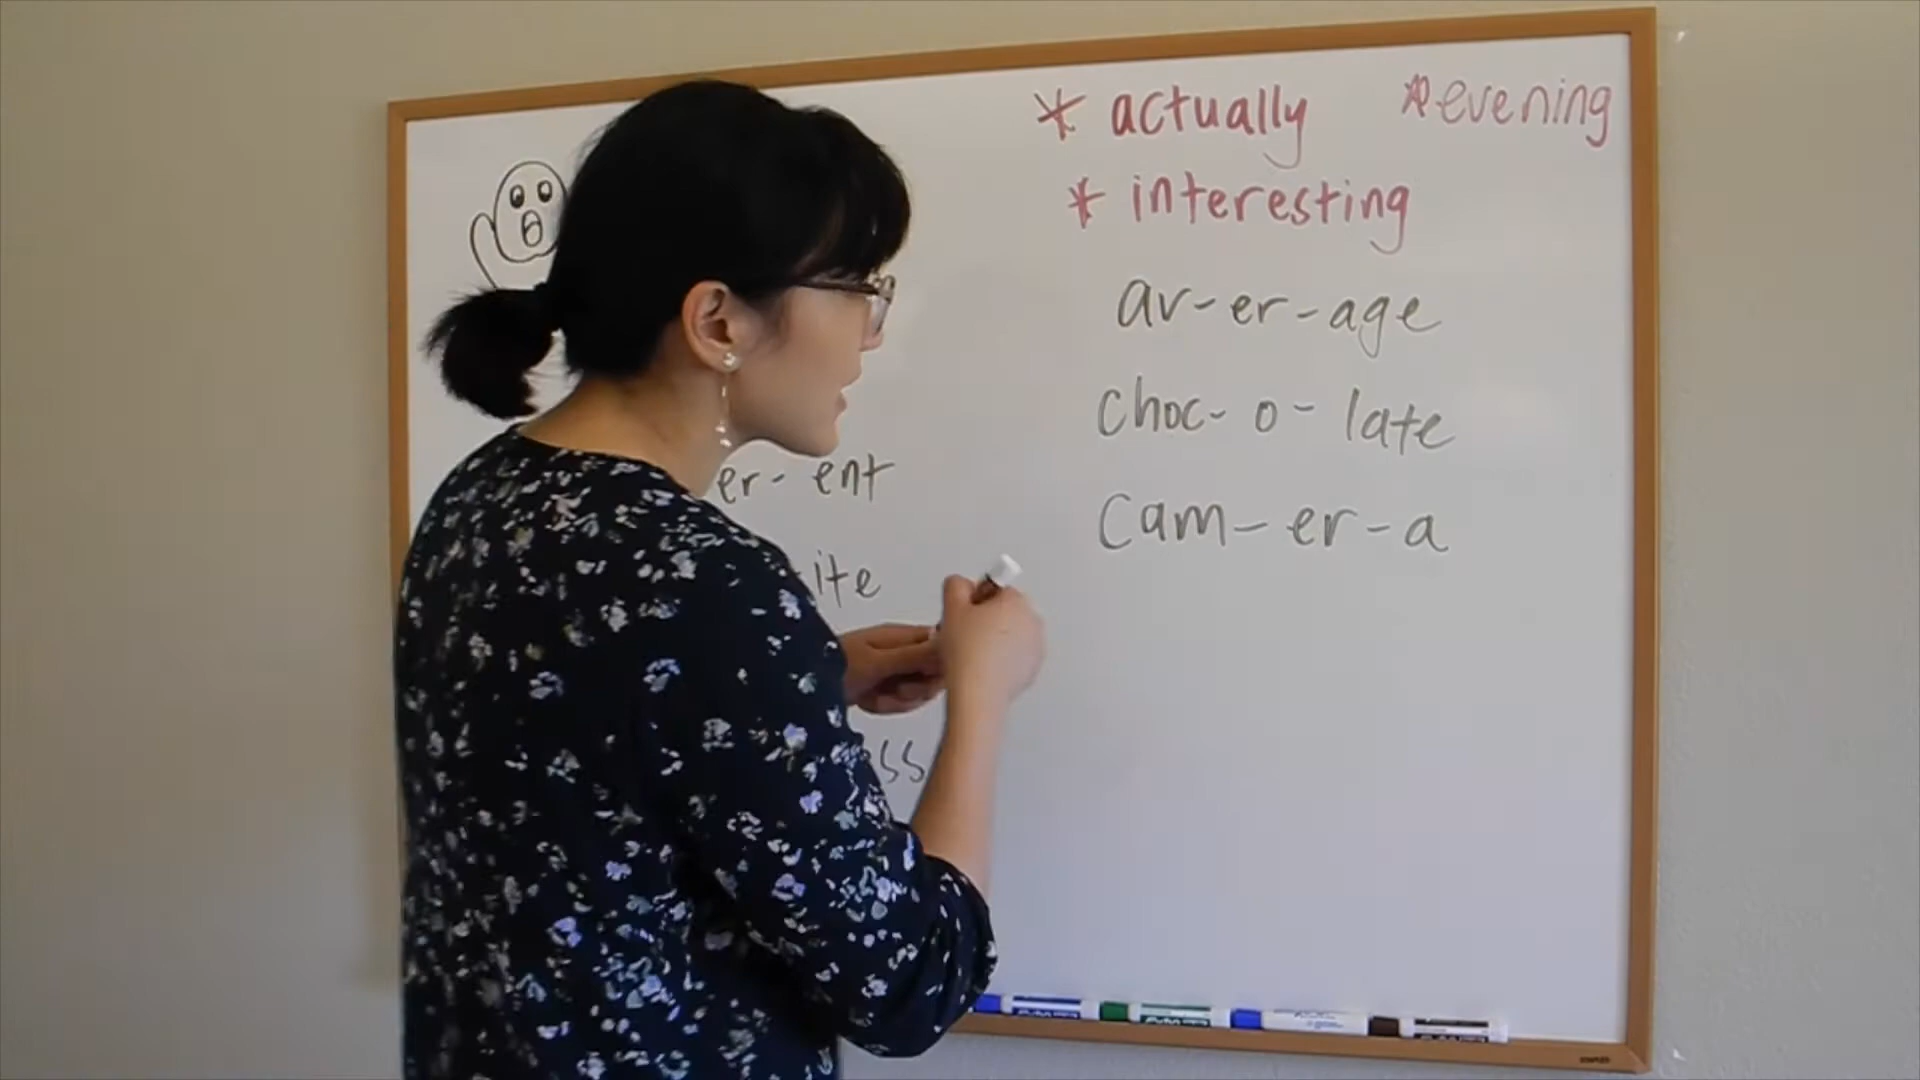 * actually *evening
* interesting
av-er-age
choc-o-late
cam-er-a
er-ent
ite
ss